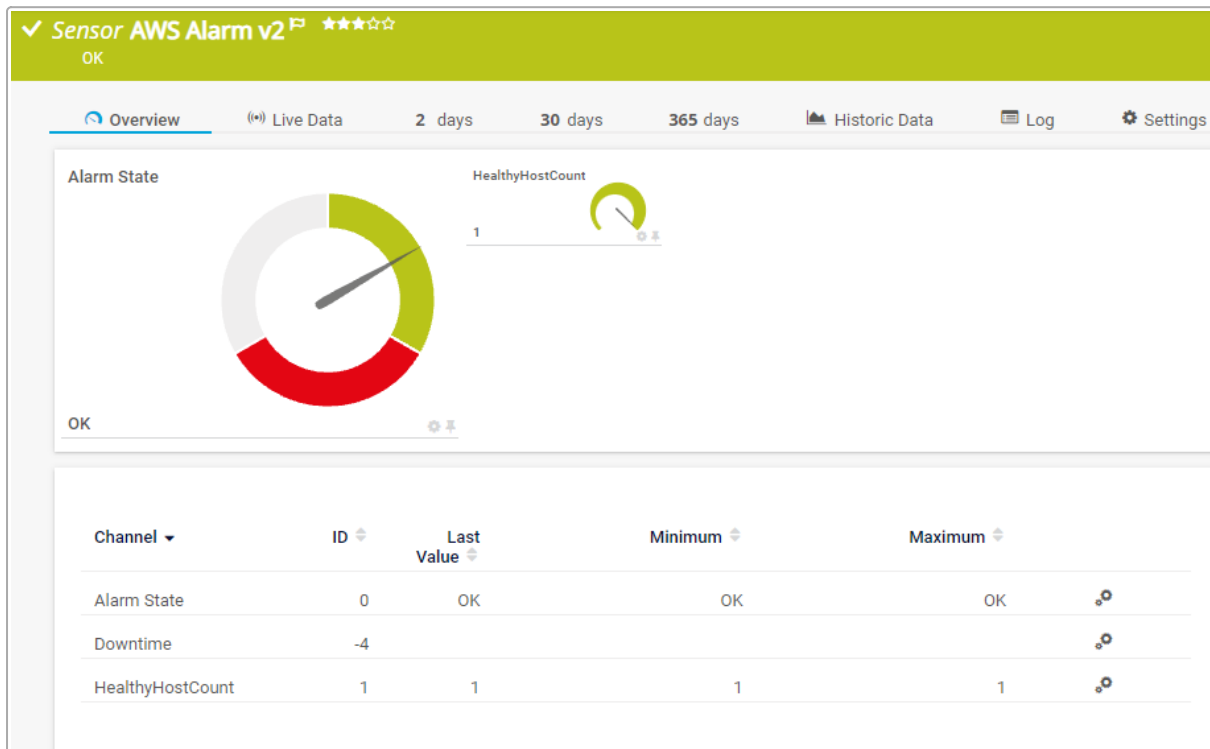 Sensor AWS Alarm v2
OK
Overview Live Data 2 days 30 days 365 days Historic Data Log Settings
Alarm State
HealthyHostCount
1
OK
Channel ID Last Value Minimum Maximum
Alarm State 0 OK OK OK
Downtime -4
HealthyHostCount 1 1 1 1